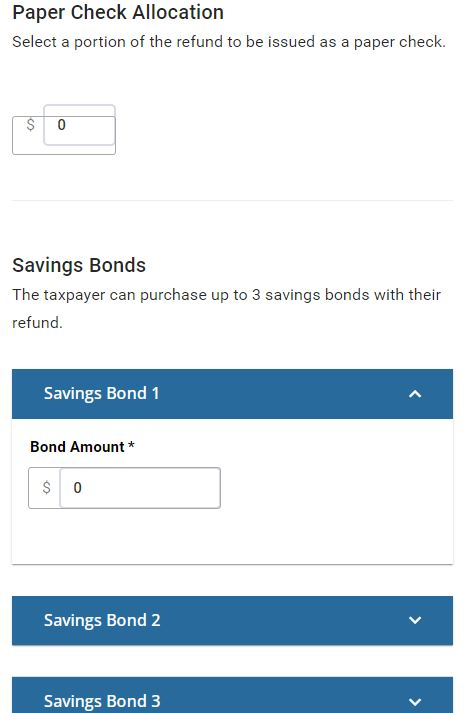 Paper Check Allocation
Select a portion of the refund to be issued as a paper check.
$ 0
Savings Bonds
The taxpayer can purchase up to 3 savings bonds with their
refund.
Savings Bond 1
Bond Amount *
$ 0
Savings Bond 2
Savings Bond 3